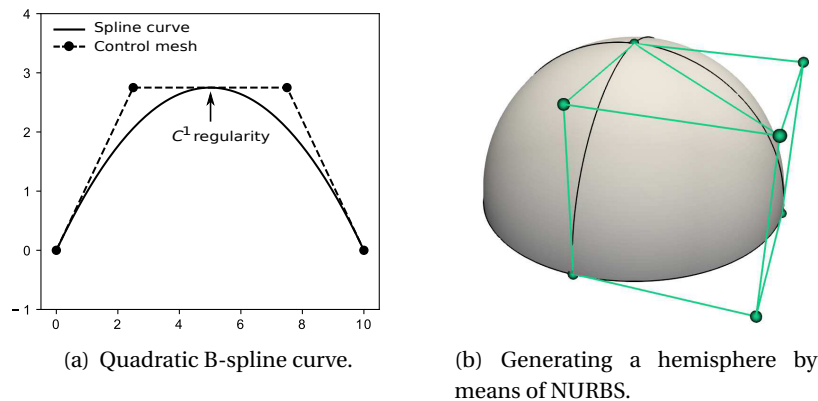 4
3
2
1
0
−1
0
2
4
6
8
10
Spline curve
Control mesh
C¹ regularity
(a) Quadratic B-spline curve.
(b) Generating a hemisphere by
means of NURBS.